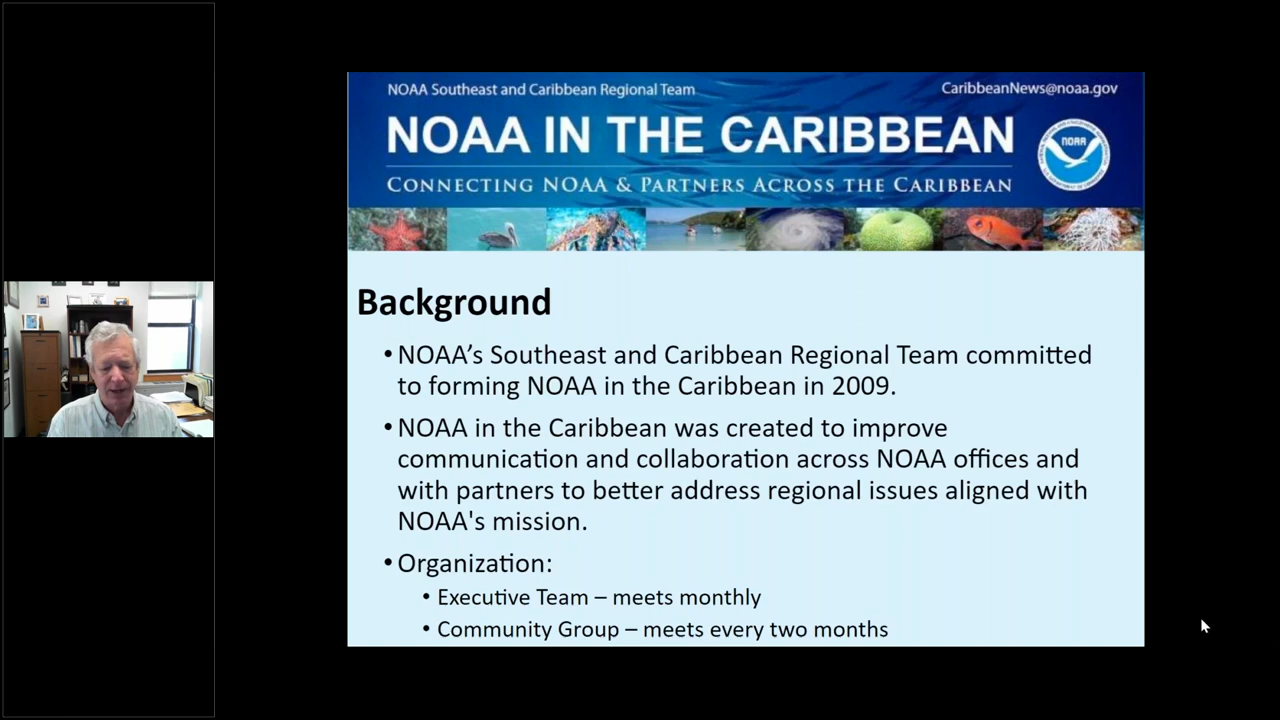 NOAA Southeast and Caribbean Regional Team
CaribbeanNews@noaa.gov
NOAA IN THE CARIBBEAN
CONNECTING NOAA & PARTNERS ACROSS THE CARIBBEAN
NOAA
Background
• NOAA’s Southeast and Caribbean Regional Team committed
to forming NOAA in the Caribbean in 2009.
• NOAA in the Caribbean was created to improve
communication and collaboration across NOAA offices and
with partners to better address regional issues aligned with
NOAA's mission.
• Organization:
• Executive Team – meets monthly
• Community Group – meets every two months